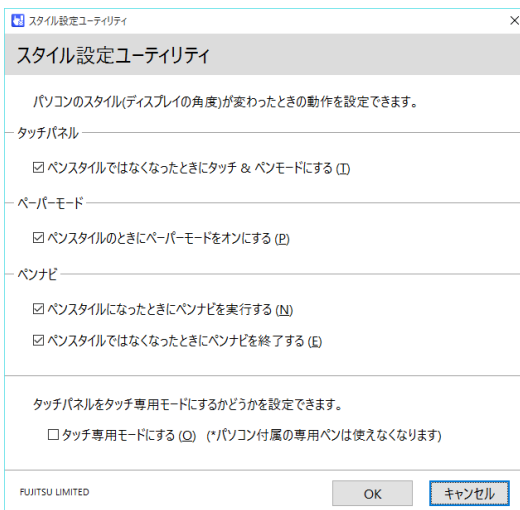 スタイル設定ユーティリティ
スタイル設定ユーティリティ
パソコンのスタイル(ディスプレイの角度)が変わったときの動作を設定できます。
タッチパネル
ペンスタイルではなくなったときにタッチ & ペンモードにする (T)
ペーパーモード
ペンスタイルのときにペーパーモードをオンにする (P)
ペンナビ
ペンスタイルになったときにペンナビを実行する (N)
ペンスタイルではなくなったときにペンナビを終了する (E)
タッチパネルをタッチ専用モードにするかどうかを設定できます。
タッチ専用モードにする (O) (*パソコン付属の専用ペンは使えなくなります)
FUJITSU LIMITED OK キャンセル